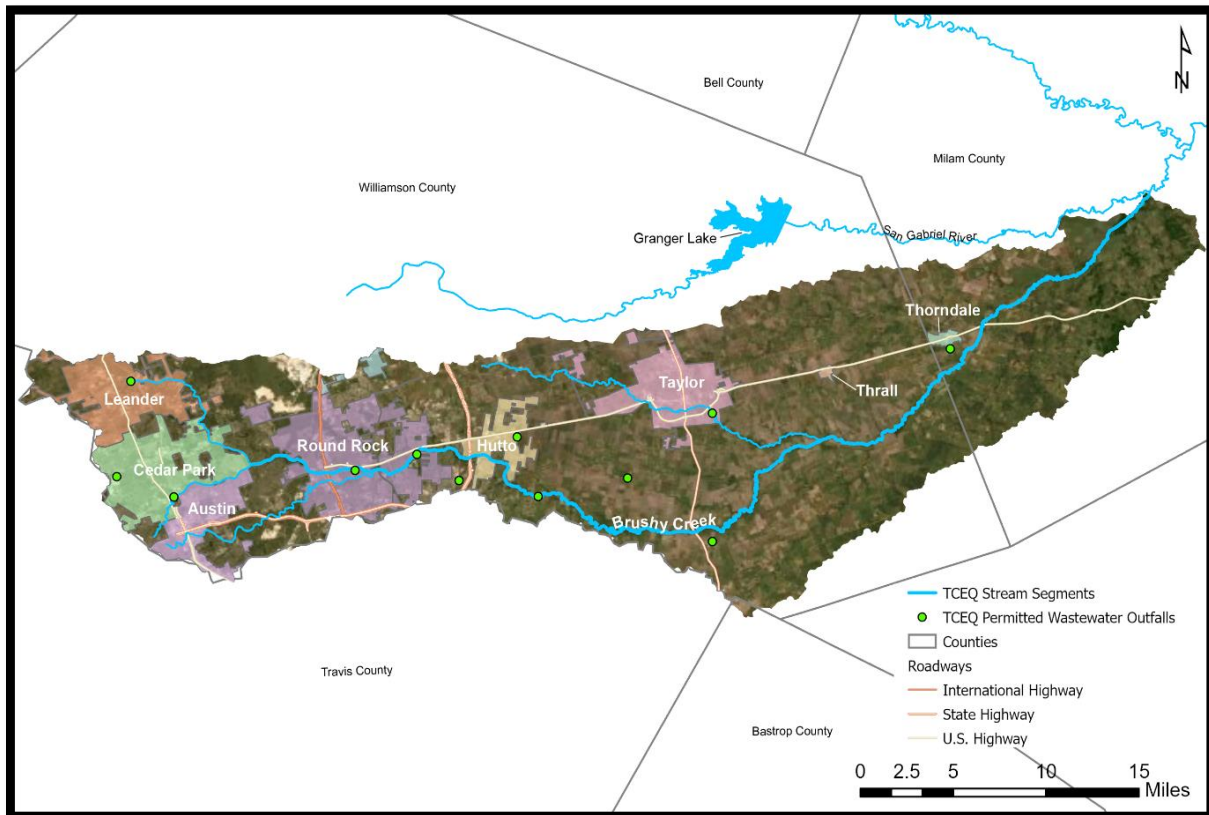 N
Bell County
Milam County
Williamson County
Granger Lake
San Gabriel River
Thorndale
Leander
Taylor
Thrall
Round Rock
Hutto
Cedar Park
Austin
Brushy Creek
TCEQ Stream Segments
TCEQ Permitted Wastewater Outfalls
Counties
Roadways
International Highway
State Highway
U.S. Highway
Travis County
Bastrop County
0 2.5 5 10 15
Miles